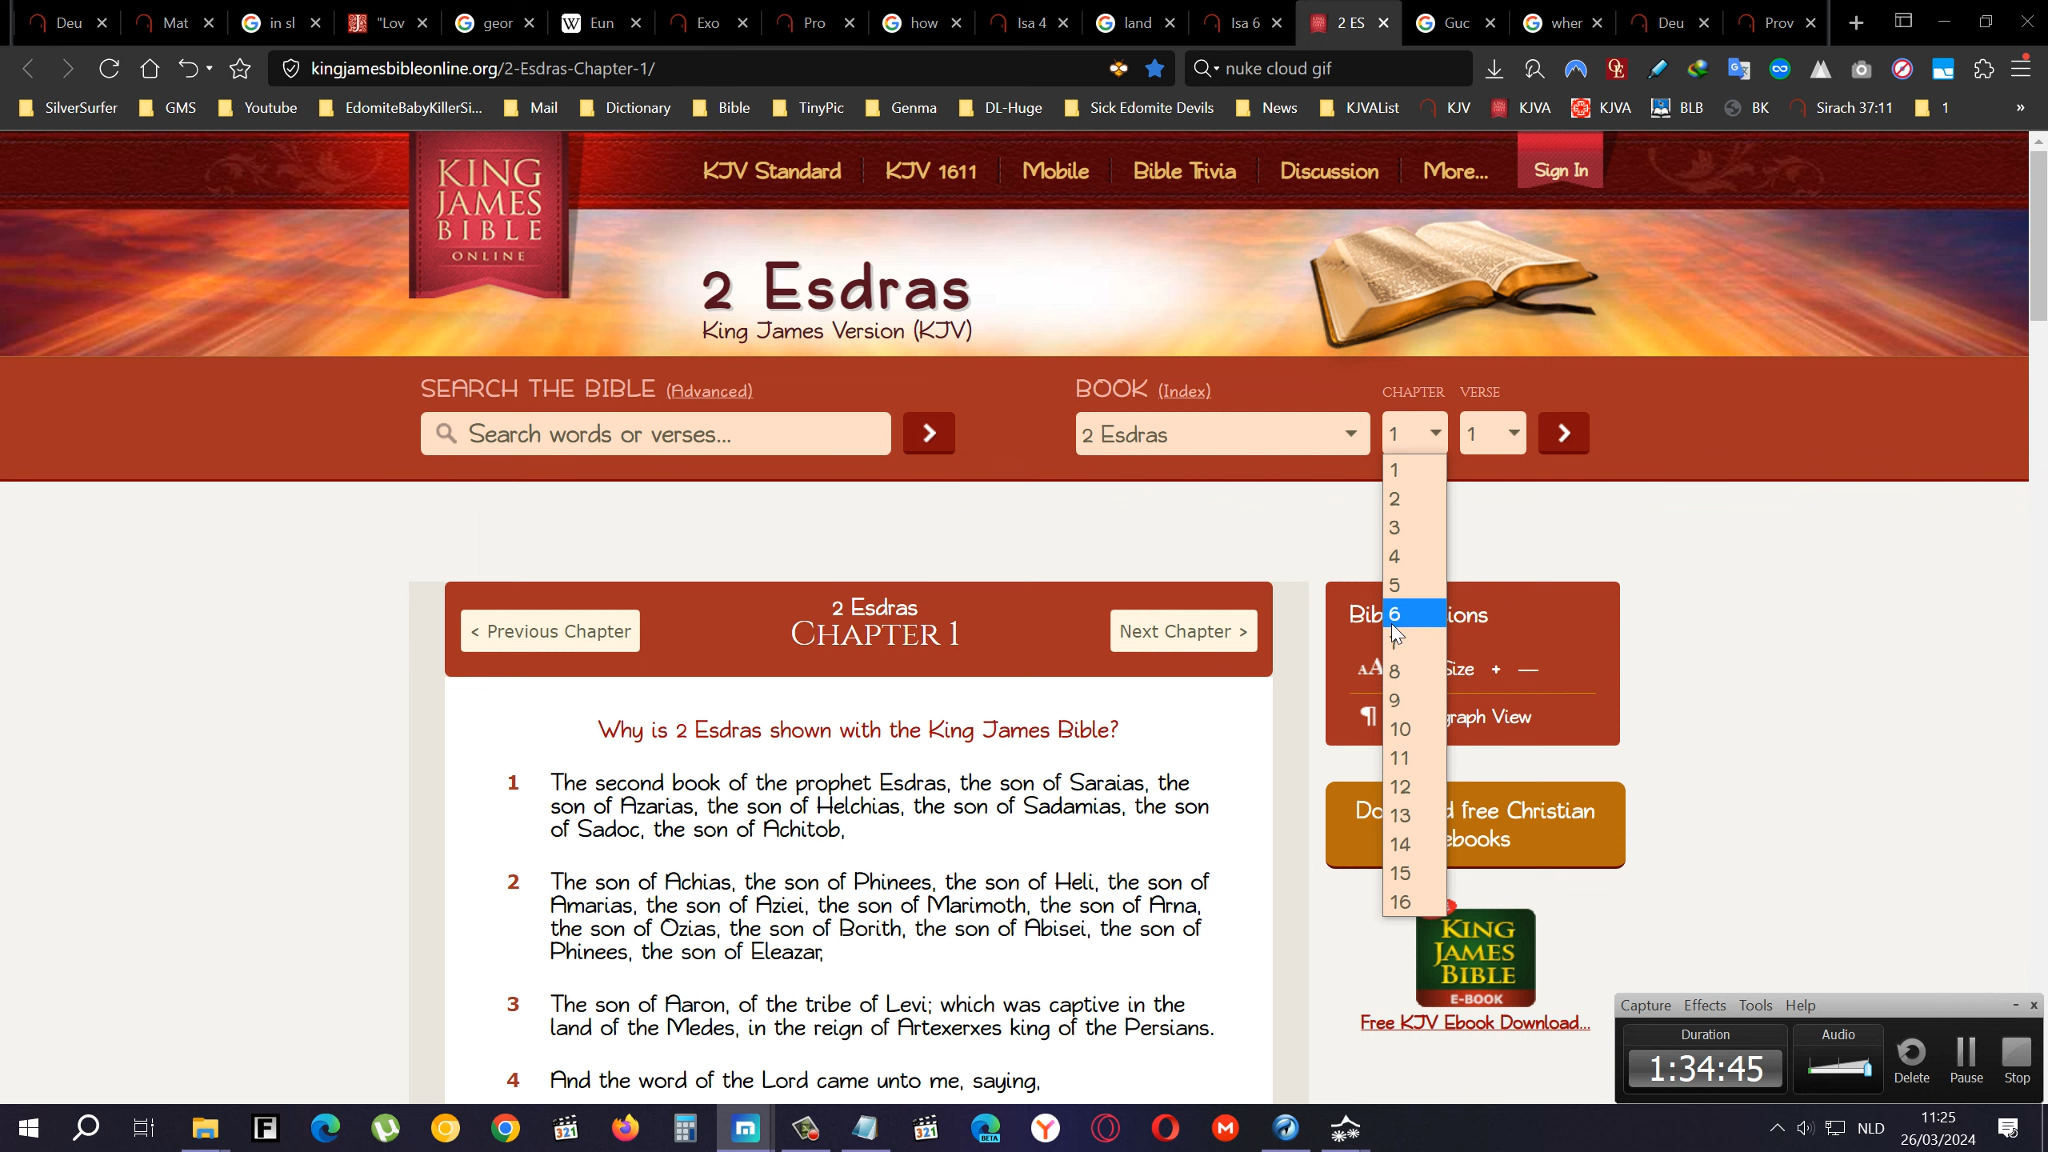 Deu
Mat
in sl
"Lov
geor
Eun
Exo
Pro
how
Isa 4
land
Isa 6
2 ES
Guc
wher
Deu
Prov
kingjamesbibleonline.org/2-Esdras-Chapter-1/
nuke cloud gif
SilverSurfer
GMS
Youtube
EdomiteBabyKillerSi...
Mail
Dictionary
Bible
TinyPic
Genma
DL-Huge
Sick Edomite Devils
News
KJVAList
KJV
KJVA
KJVA
BLB
BK
Sirach 37:11
1
KING
JAMES
BIBLE
ONLINE
KJV Standard
KJV 1611
Mobile
Bible Trivia
Discussion
More...
Sign In
2 Esdras
King James Version (KJV)
SEARCH THE BIBLE (Advanced)
Search words or verses...
BOOK (Index)
CHAPTER
VERSE
2 Esdras
1
1
1
2
3
4
5
6
8
9
10
11
12
13
14
15
16
< Previous Chapter
2 Esdras
CHAPTER 1
Next Chapter >
Why is 2 Esdras shown with the King James Bible?
1 The second book of the prophet Esdras, the son of Saraias, the
son of Azarias, the son of Helchias, the son of Sadamias, the son
of Sadoc, the son of Achitob,
2 The son of Achias, the son of Phinees, the son of Heli, the son of
Amarias, the son of Aziei, the son of Marimoth, the son of Arna,
the son of Ozias, the son of Borith, the son of Abisei, the son of
Phinees, the son of Eleazar,
3 The son of Aaron, of the tribe of Levi; which was captive in the
land of the Medes, in the reign of Artexerxes king of the Persians.
4 And the word of the Lord came unto me, saying,
Size + —
free Christian
KING
JAMES
BIBLE
E-BOOK
Free KJV Ebook Download...
Capture Effects Tools Help
Duration
1:34:45
Audio
Delete
Pause
Stop
NLD
11:25
26/03/2024